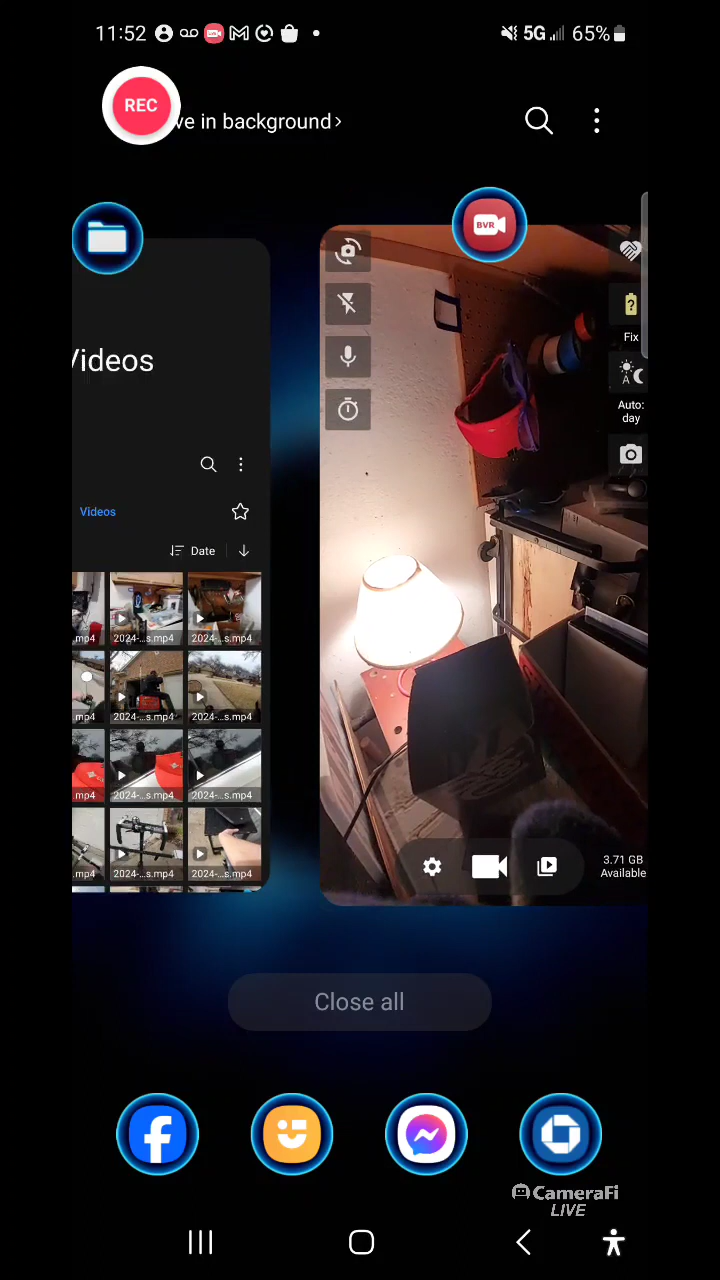 11:52 5G 65%
REC
ve in background>
BVR
Fix
Auto:
day
Videos
Videos
Date
.mp4 2024-...s.mp4 2024-...s.mp4
.mp4 2024-...s.mp4 2024-...s.mp4
.mp4 2024-...s.mp4 2024-...s.mp4
.mp4 2024-...s.mp4 2024-...s.mp4
3.71 GB
Available
Close all
CameraFi
LIVE